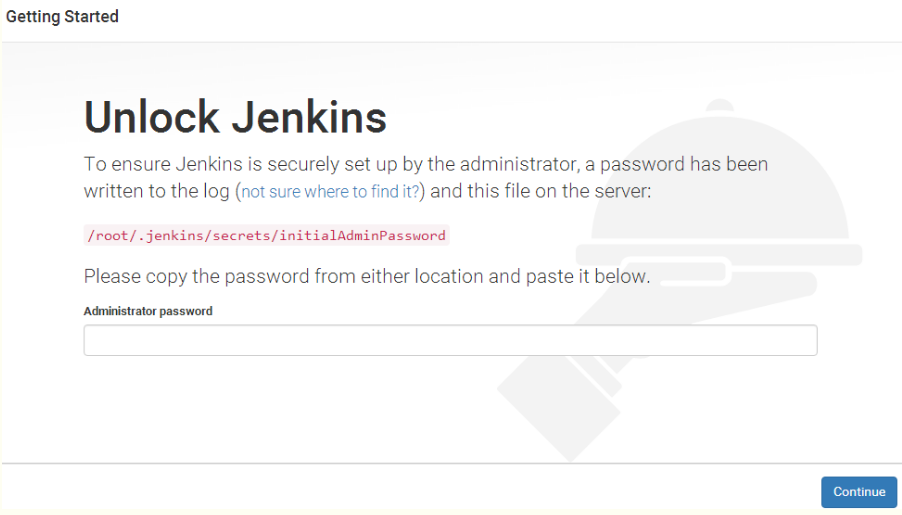 Getting Started
Unlock Jenkins
To ensure Jenkins is securely set up by the administrator, a password has been
written to the log (not sure where to find it?) and this file on the server:
/root/.jenkins/secrets/initialAdminPassword
Please copy the password from either location and paste it below.
Administrator password
Continue